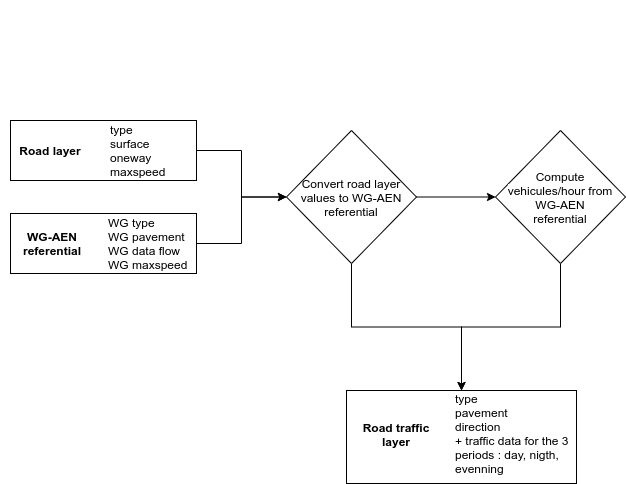 Road layer
type
surface
oneway
maxspeed
WG-AEN
referential
WG type
WG pavement
WG data flow
WG maxspeed
Convert road layer
values to WG-AEN
referential
Compute
vehicles/hour from
WG-AEN
referential
Road traffic
layer
type
pavement
direction
+ traffic data for the 3
periods : day, nigth,
evenning